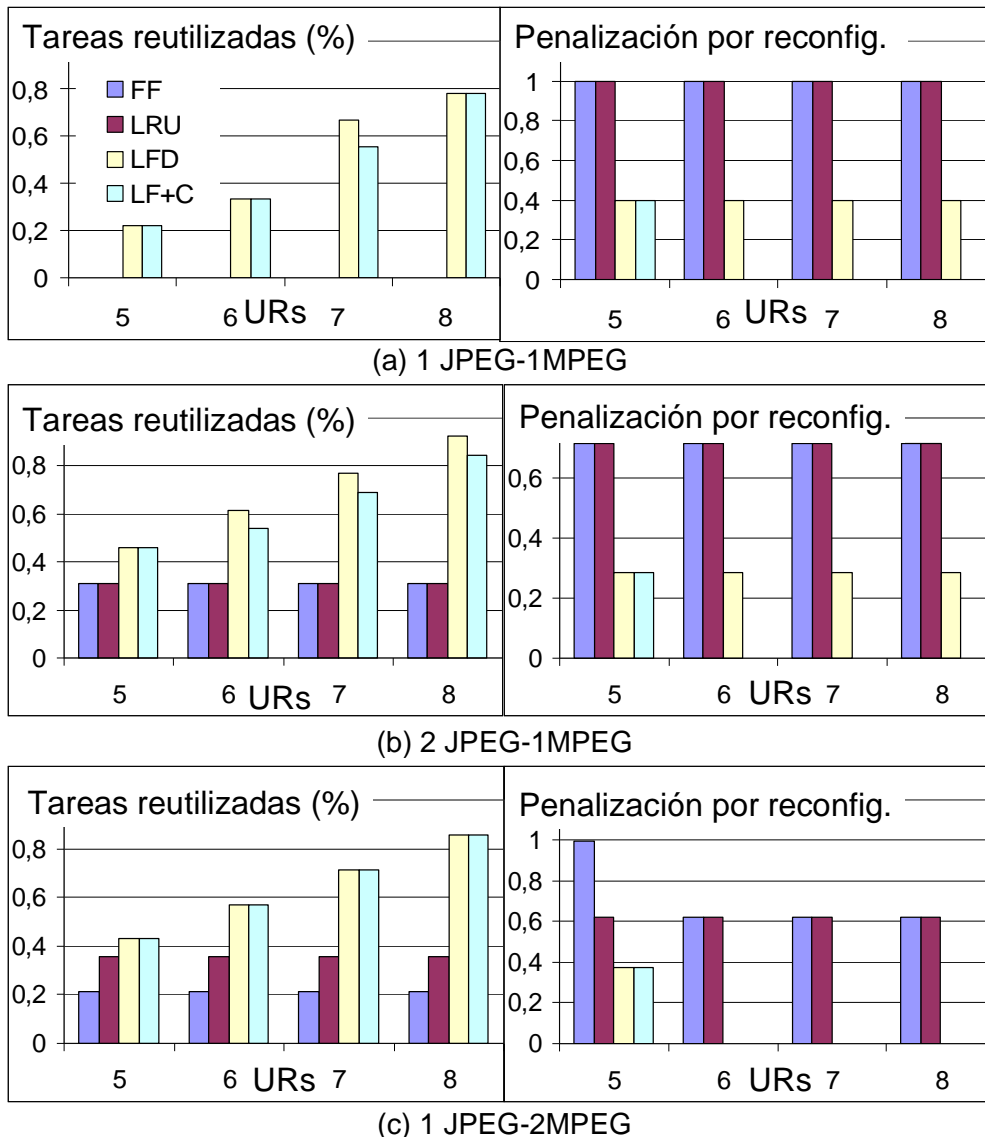 Tareas reutilizadas (%)
0,8
0,6
0,4
0,2
0
FF
LRU
LFD
LF+C
5 6 URs 7 8
Penalización por reconfig.
1
0,8
0,6
0,4
0,2
0
5 6 URs 7 8
(a) 1 JPEG-1MPEG
Tareas reutilizadas (%)
0,8
0,6
0,4
0,2
0
5 6 URs 7 8
Penalización por reconfig.
0,6
0,4
0,2
0
5 6 URs 7 8
(b) 2 JPEG-1MPEG
Tareas reutilizadas (%)
0,8
0,6
0,4
0,2
0
5 6 URs 7 8
Penalización por reconfig.
1
0,8
0,6
0,4
0,2
0
5 6 URs 7 8
(c) 1 JPEG-2MPEG